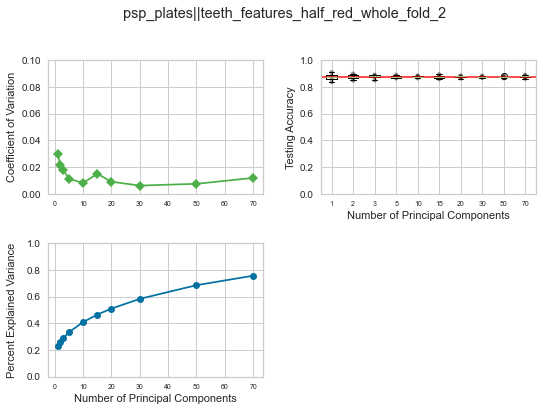 psp_plates||teeth_features_half_red_whole_fold_2
Coefficient of Variation
0.10
0.08
0.06
0.04
0.02
0.00
0 10 20 30 40 50 60 70
Testing Accuracy
1.0
0.8
0.6
0.4
0.2
0.0
1 2 3 5 10 15 20 30 50 70
Number of Principal Components
Percent Explained Variance
1.0
0.8
0.6
0.4
0.2
0.0
0 10 20 30 40 50 60 70
Number of Principal Components